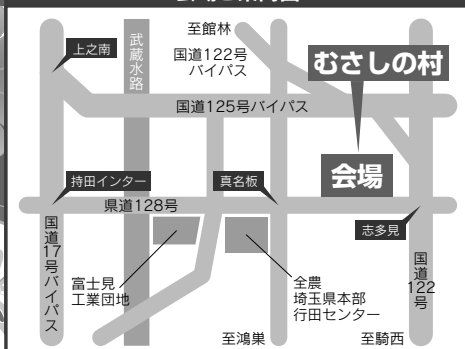 至館林
国道122号
バイパス
上之南
武蔵水路
むさしの村
国道125号バイパス
持田インター
真名板
会場
県道128号
志多見
国道17号バイパス
富士見
工業団地
全農
埼玉県本部
行田センター
国道122号
至鴻巣
至騎西